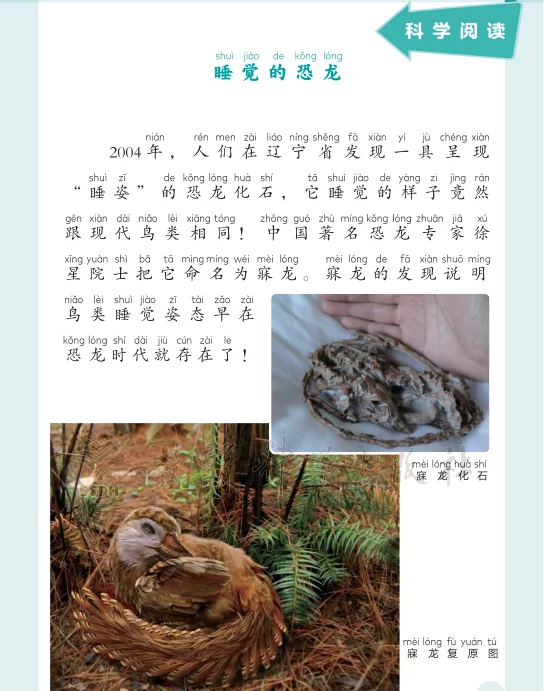 科学阅读
shuì jiào de kǒng lóng
睡觉的恐龙
nián rén men zài liáo níng shěng fā xiàn yí jù chéng xiàn
2004年，人们在辽宁省发现一具呈现
shuì zī de kǒng lóng huà shí tā shuì jiào de yàng zi jìng rán
“睡姿”的恐龙化石，它睡觉的样子竟然
gēn xiàn dài niǎo lèi xiāng tóng zhōng guó zhù míng kǒng lóng zhuān jiā xú
跟现代鸟类相同！中国著名恐龙专家徐
xīng yuàn shì bǎ tā mìng míng wéi mèi lóng mèi lóng de fā xiàn shuō míng
星院士把它命名为寐龙。寐龙的发现说明
niǎo lèi shuì jiào zī tài zǎo zài
鸟类睡觉姿态早在
kǒng lóng shí dài jiù cún zài le
恐龙时代就存在了！
mèi lóng huà shí
寐龙化石
mèi lóng fù yuán tú
寐龙复原图